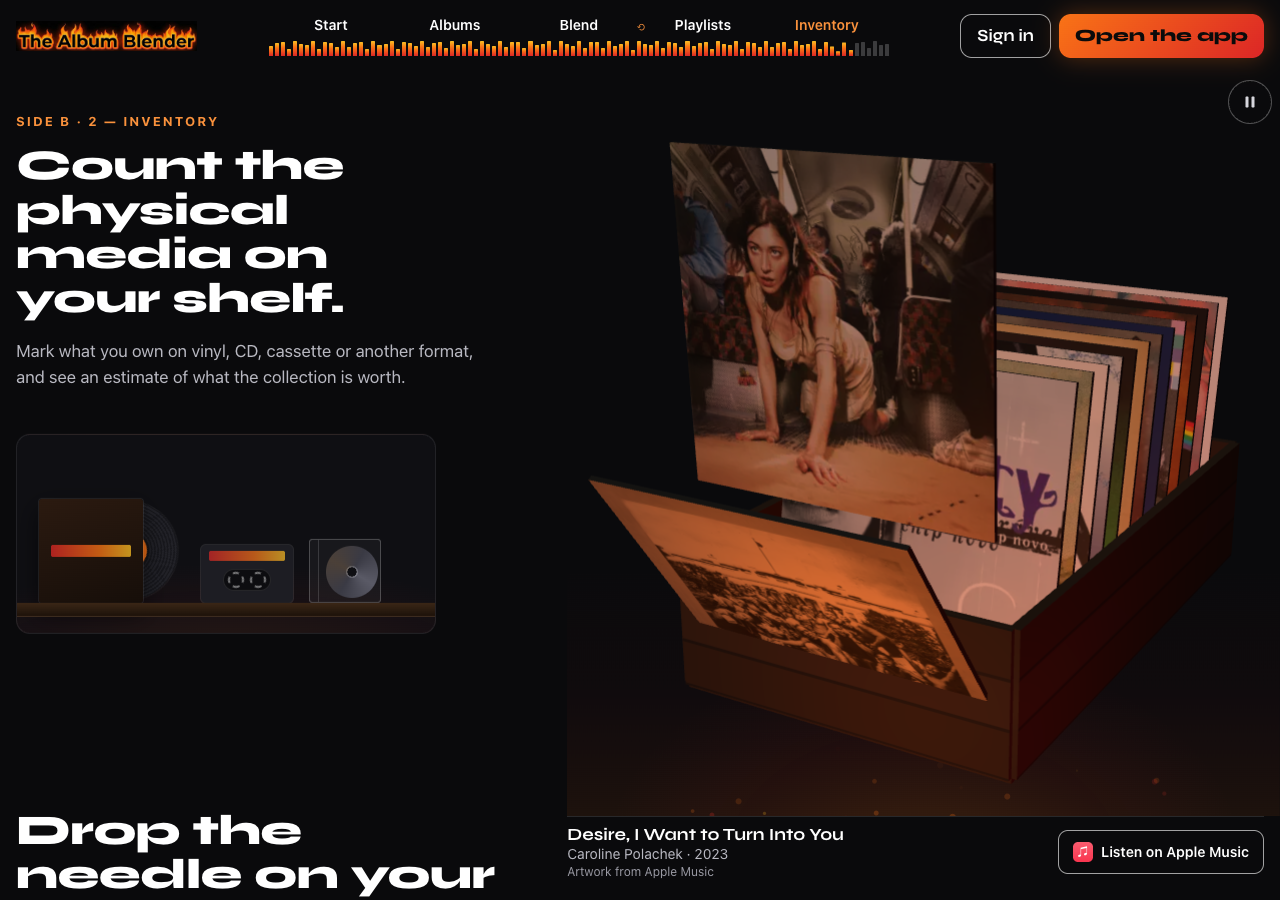 The Album Blender
Start
Albums
Blend
Playlists
Inventory
Sign in
Open the app
SIDE B · 2 — INVENTORY
Count the
physical
media on
your shelf.
Mark what you own on vinyl, CD, cassette or another format,
and see an estimate of what the collection is worth.
Drop the
needle on your
Desire, I Want to Turn Into You
Caroline Polachek · 2023
Artwork from Apple Music
Listen on Apple Music